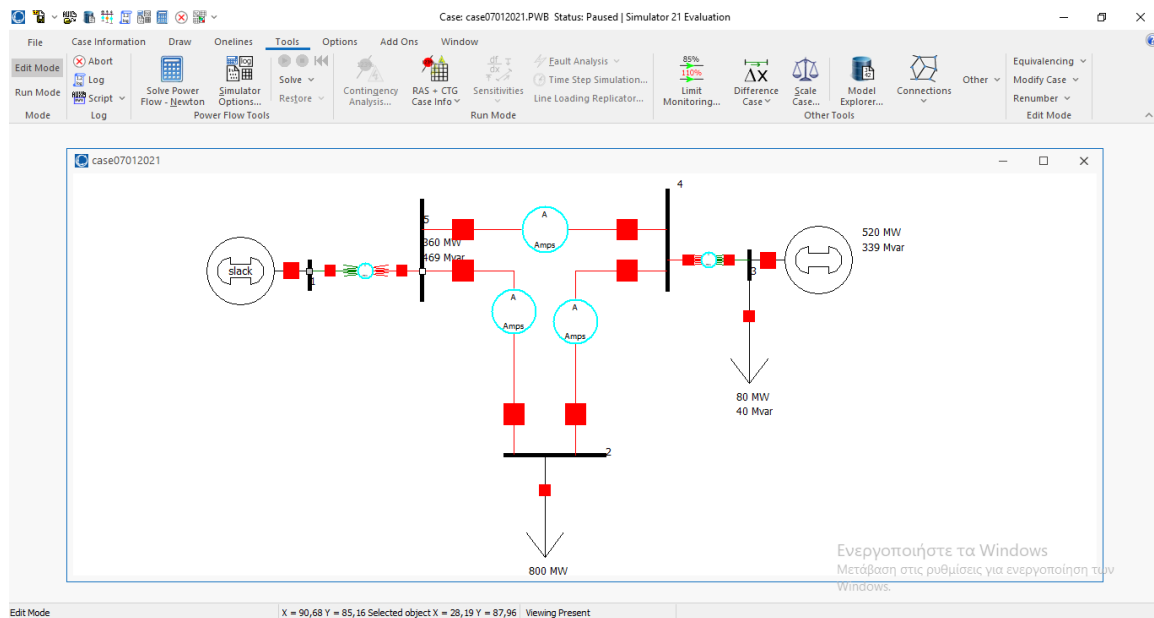 Case: case07012021.PWB Status: Paused | Simulator 21 Evaluation
File Case Information Draw Onelines Tools Options Add Ons Window
Edit Mode
Run Mode
Mode
Abort
Log
Script
Log
Solve Power
Flow - Newton
Simulator
Options...
Solve
Restore
Power Flow Tools
Contingency
Analysis...
RAS + CTG
Case Info
Sensitivities
Fault Analysis
Time Step Simulation...
Line Loading Replicator...
Run Mode
85%
110%
Limit
Monitoring...
ΔX
Difference
Case
Scale
Case...
Model
Explorer...
Connections
Other
Other Tools
Equivalencing
Modify Case
Renumber
Edit Mode
case07012021
4
5
A
Amps
360 MW
469 Mvar
520 MW
339 Mvar
slack
1
3
A
Amps
A
Amps
80 MW
40 Mvar
2
800 MW
Ενεργοποιήστε τα Windows
Μετάβαση στις ρυθμίσεις για ενεργοποίηση των
Windows.
Edit Mode
X = 90,68 Y = 85,16 Selected object X = 28,19 Y = 87,96
Viewing Present